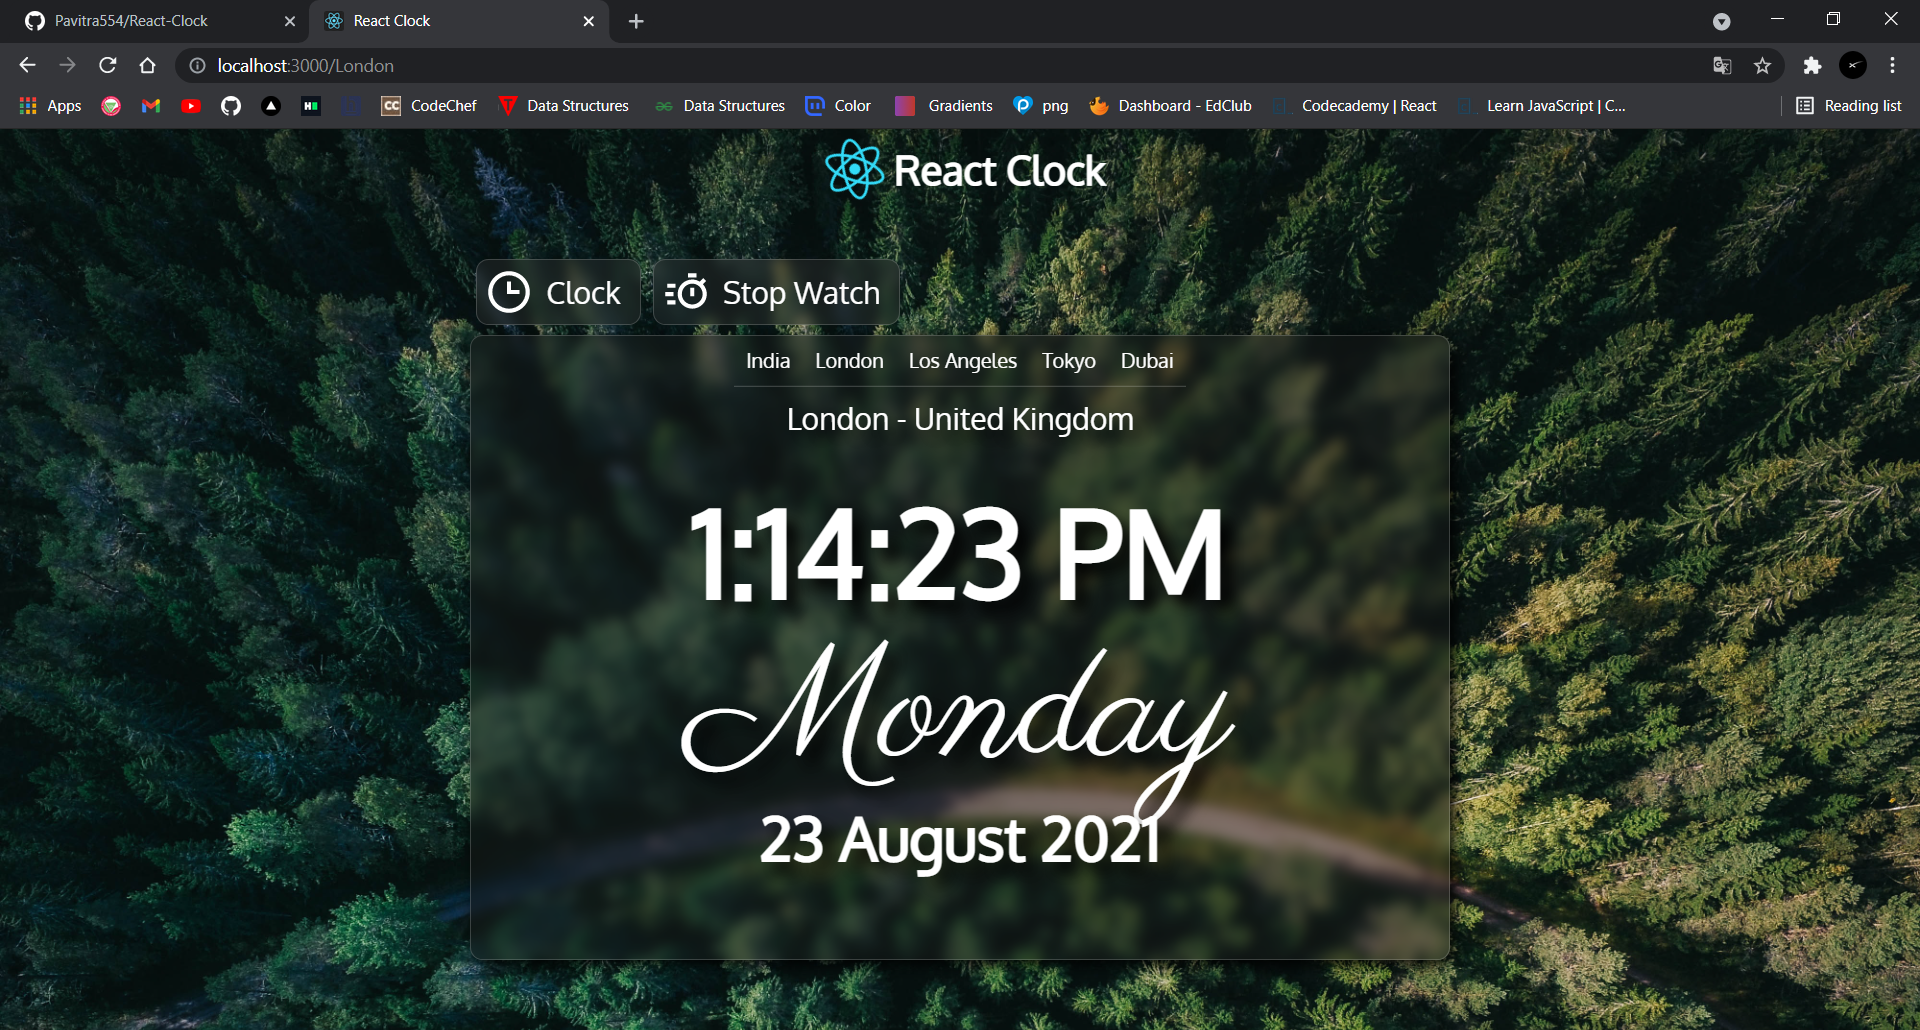 Pavitra554/React-Clock
React Clock
localhost:3000/London
Apps
CC CodeChef
Data Structures
Data Structures
Color
Gradients
png
Dashboard - EdClub
Codecademy | React
Learn JavaScript | C...
Reading list
React Clock
Clock
Stop Watch
India London Los Angeles Tokyo Dubai
London - United Kingdom
1:14:23 PM
Monday
23 August 2021